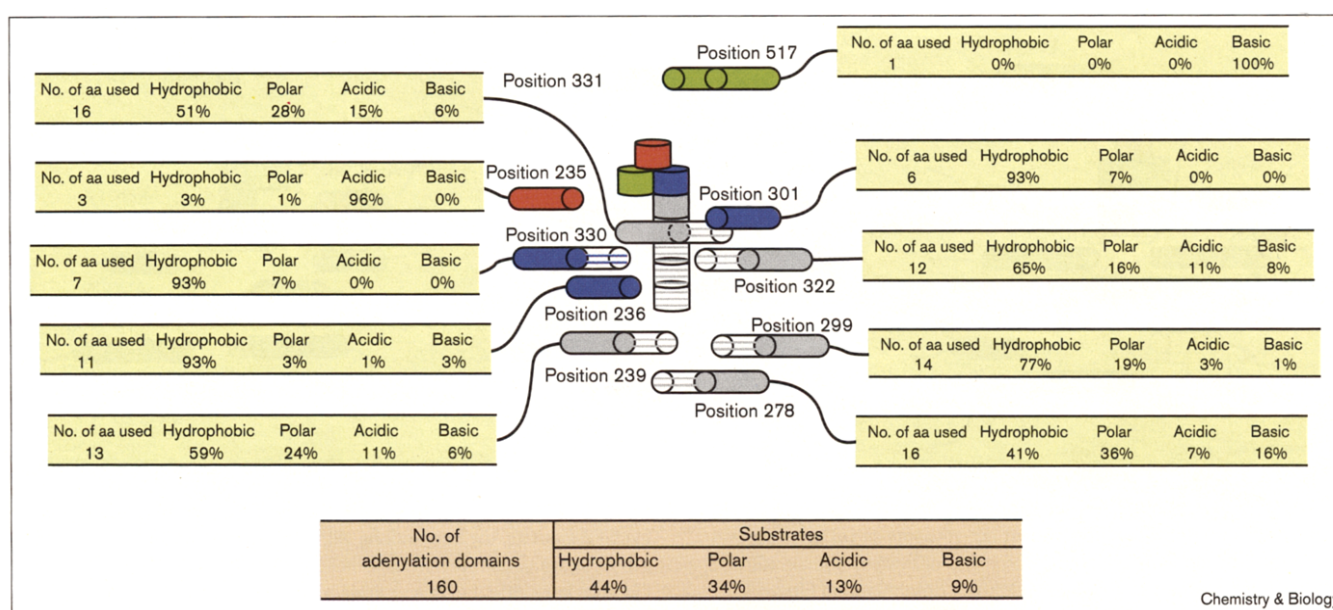 Position 517
No. of aa used Hydrophobic Polar Acidic Basic
1 0% 0% 0% 100%
Position 331
No. of aa used Hydrophobic Polar Acidic Basic
16 51% 28% 15% 6%
Position 235
No. of aa used Hydrophobic Polar Acidic Basic
3 3% 1% 96% 0%
Position 301
No. of aa used Hydrophobic Polar Acidic Basic
6 93% 7% 0% 0%
Position 330
No. of aa used Hydrophobic Polar Acidic Basic
7 93% 7% 0% 0%
Position 322
No. of aa used Hydrophobic Polar Acidic Basic
12 65% 16% 11% 8%
Position 236
No. of aa used Hydrophobic Polar Acidic Basic
11 93% 3% 1% 3%
Position 299
No. of aa used Hydrophobic Polar Acidic Basic
14 77% 19% 3% 1%
Position 239
No. of aa used Hydrophobic Polar Acidic Basic
13 59% 24% 11% 6%
Position 278
No. of aa used Hydrophobic Polar Acidic Basic
16 41% 36% 7% 16%
No. of Substrates
adenylation domains Hydrophobic Polar Acidic Basic
160 44% 34% 13% 9%
Chemistry & Biology